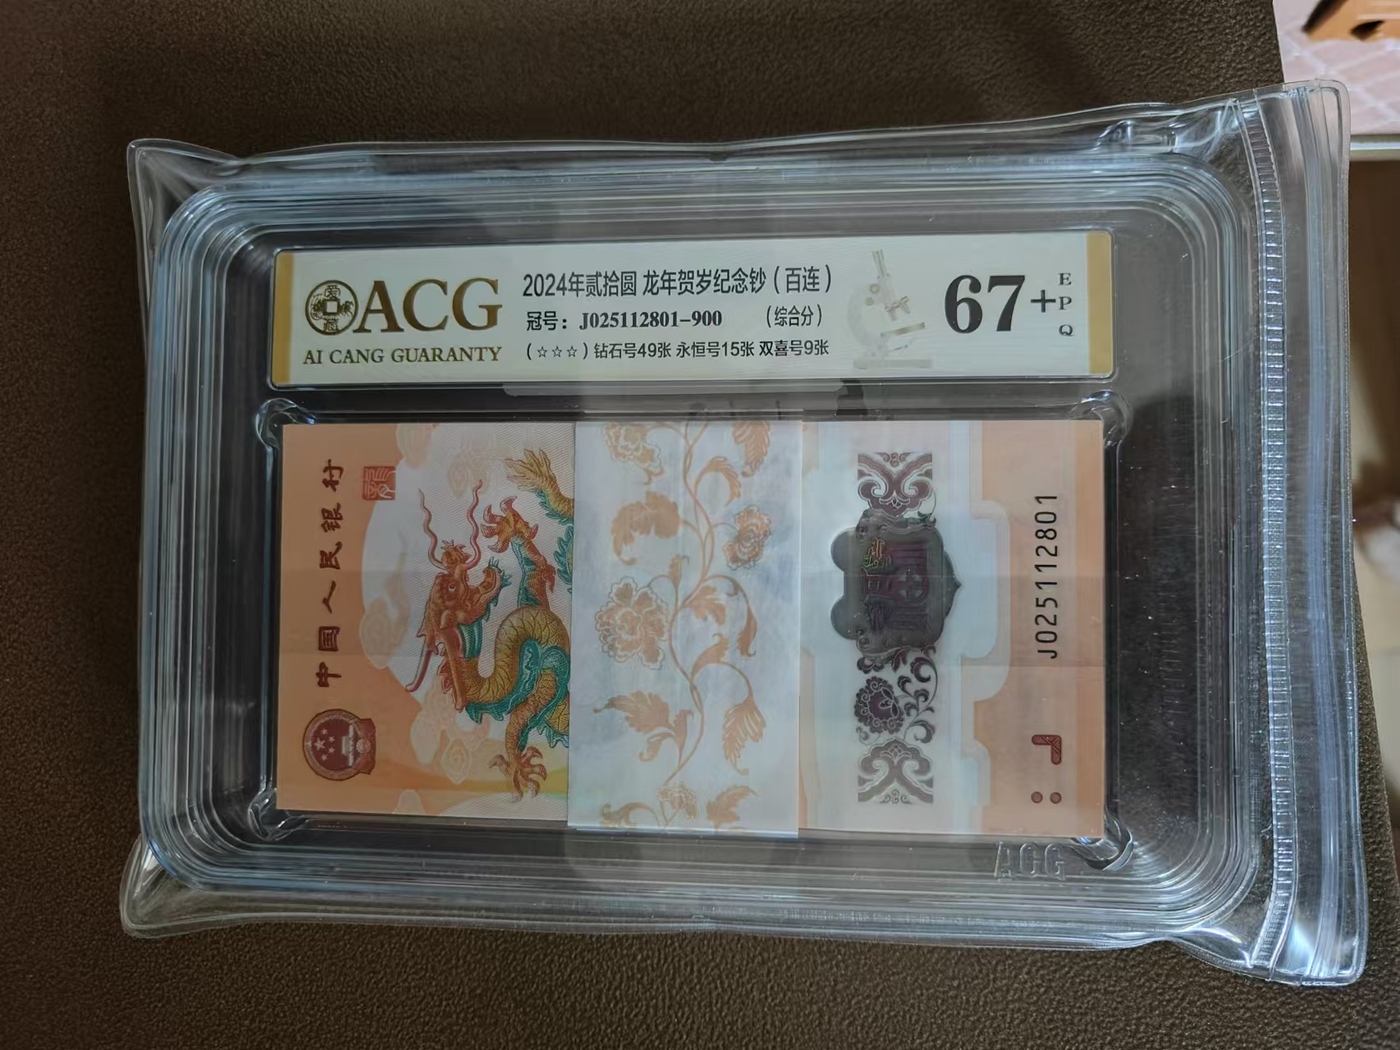 ACG
AI CANG GUARANTY
2024年贰拾圆 龙年贺岁纪念钞(百连)
冠号:J025112801-900 (综合分)
(☆☆☆)钻石号49张 永恒号15张 双喜号9张
67+
EPQ
中国人民银行
J025112801
ACG